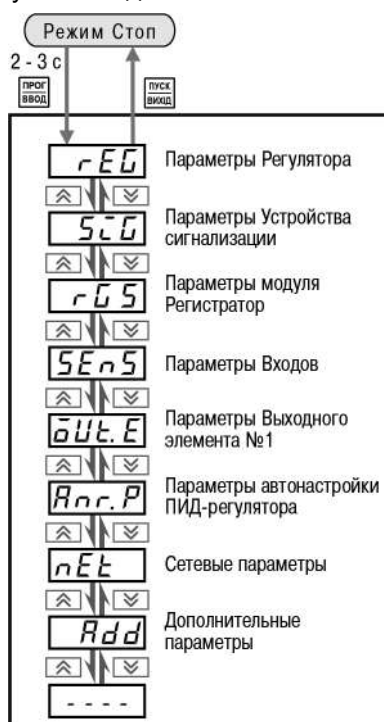 Режим Стоп
2 - 3 с
ПРОГ
ВВОД
ПУСК
ВЫХОД
rEG
Параметры Регулятора
SiG
Параметры Устройства
сигнализации
rGS
Параметры модуля
Регистратор
SEnS
Параметры Входов
oUt.E
Параметры Выходного
элемента №1
Anr.P
Параметры автонастройки
ПИД-регулятора
nEt
Сетевые параметры
Add
Дополнительные
параметры
- - - -